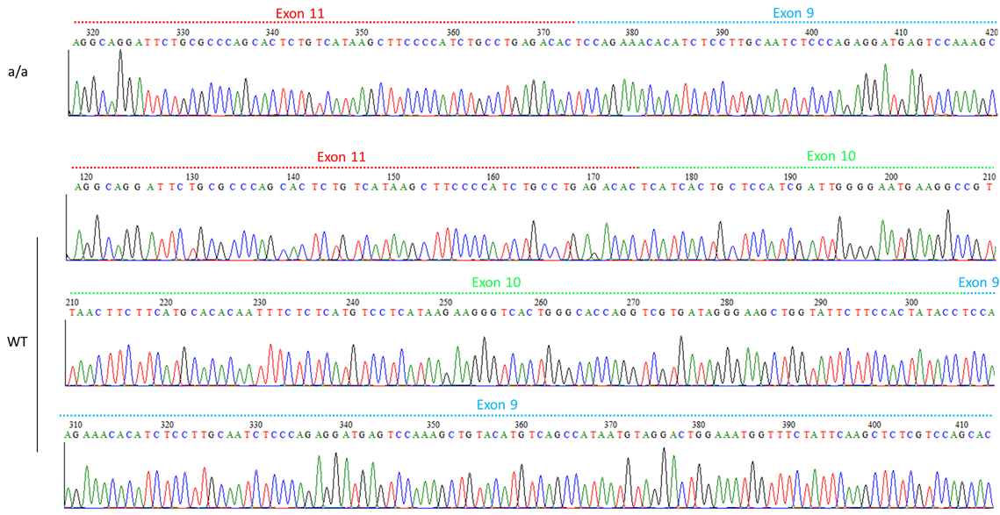 Exon 11 Exon 9
320 330 340 350 360 370 380 390 400 410 420
AGGCAGGATTCTGCGCCCAGCACTCTGTCATAAGCTTCCCCATCTGCCTGAGACACTCCAGAAACACATCTCCTTGCAATCTCCCAGAGGATGAGTCCAAAGC
a/a
Exon 11 Exon 10
120 130 140 150 160 170 180 190 200 210
AGGCAGGATTCTGCGCCCAGCACTCTGTCATAAGCTTCCCCATCTGCCTGAGACACTCATCACTGCTCCATCGATTGGGGAATGAAGGCCGT
Exon 10 Exon 9
210 220 230 240 250 260 270 280 290 300
TAACTTCTTCATGCACACAATTTCTCTCATGTCCTCATAAGAAGGGTCACTGGGCACCAGGTCGTGATAGGGAAGCTGGTATTCTTCCACTATACCTCCA
WT
Exon 9
310 320 330 340 350 360 370 380 390 400 410
AGAAACACATCTCCTTGCAATCTCCCAGAGGATGAGTCCAAAGCTGTACATGTCAGCCATAATGTAGGACTGGAAATGGTTTCTATTCAAGCTCTCGTCCAGCAC